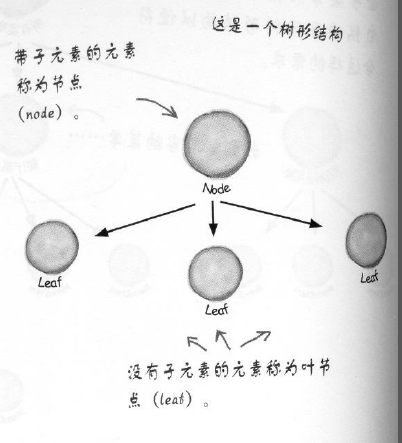 这是一个树形结构
带子元素的元素
称为节点
(node) 。
Node
Leaf
Leaf
Leaf
没有子元素的元素称为叶节
点 (leaf) 。